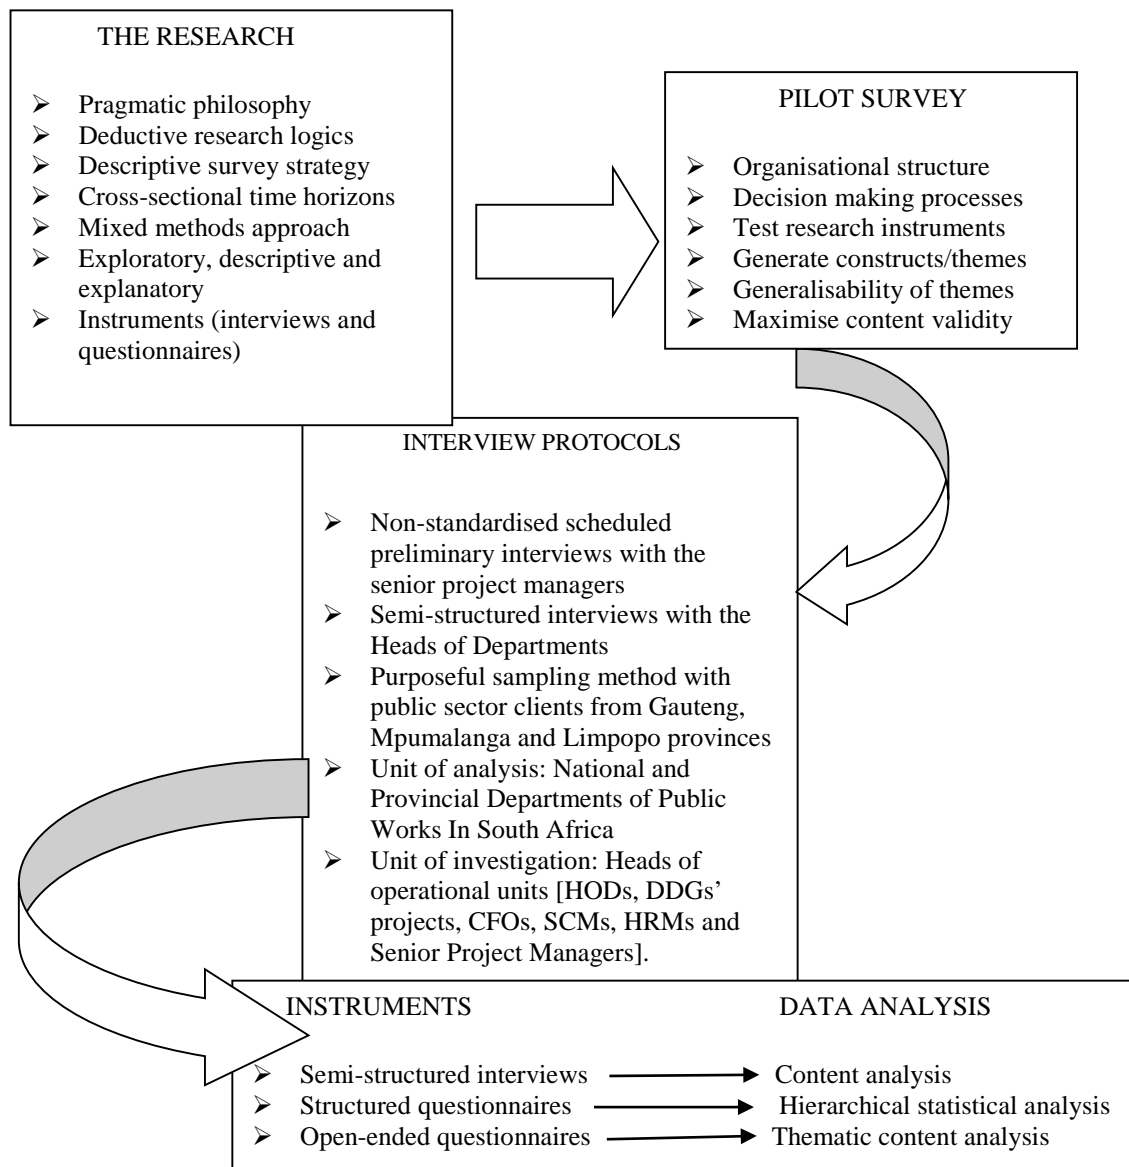 THE RESEARCH
➢ Pragmatic philosophy
➢ Deductive research logics
➢ Descriptive survey strategy
➢ Cross-sectional time horizons
➢ Mixed methods approach
➢ Exploratory, descriptive and
explanatory
➢ Instruments (interviews and
questionnaires)
PILOT SURVEY
➢ Organisational structure
➢ Decision making processes
➢ Test research instruments
➢ Generate constructs/themes
➢ Generalisability of themes
➢ Maximise content validity
INTERVIEW PROTOCOLS
➢ Non-standardised scheduled
preliminary interviews with the
senior project managers
➢ Semi-structured interviews with the
Heads of Departments
➢ Purposeful sampling method with
public sector clients from Gauteng,
Mpumalanga and Limpopo provinces
➢ Unit of analysis: National and
Provincial Departments of Public
Works In South Africa
➢ Unit of investigation: Heads of
operational units [HODs, DDGs’
projects, CFOs, SCMs, HRMs and
Senior Project Managers].
INSTRUMENTS DATA ANALYSIS
➢ Semi-structured interviews Content analysis
➢ Structured questionnaires Hierarchical statistical analysis
➢ Open-ended questionnaires Thematic content analysis